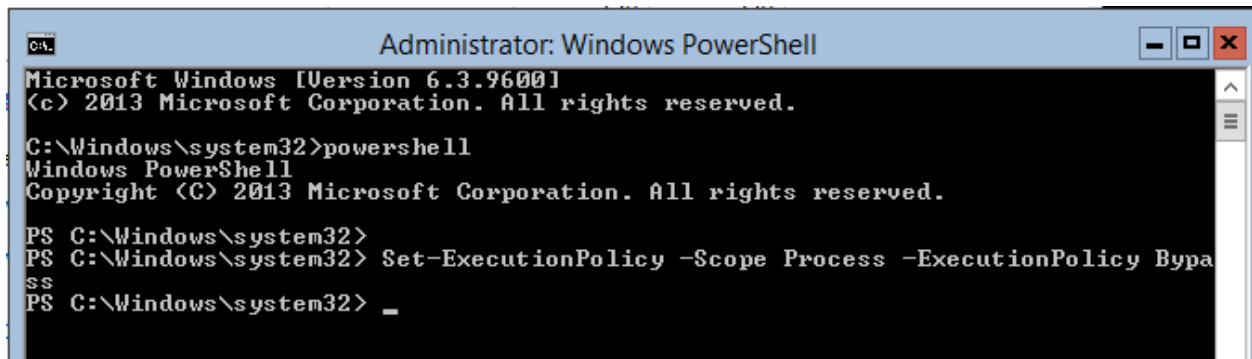 Administrator: Windows PowerShell
Microsoft Windows [Version 6.3.9600]
(c) 2013 Microsoft Corporation. All rights reserved.
C:\Windows\system32>powershell
Windows PowerShell
Copyright (C) 2013 Microsoft Corporation. All rights reserved.
PS C:\Windows\system32>
PS C:\Windows\system32> Set-ExecutionPolicy -Scope Process -ExecutionPolicy Bypa
ss
PS C:\Windows\system32> _